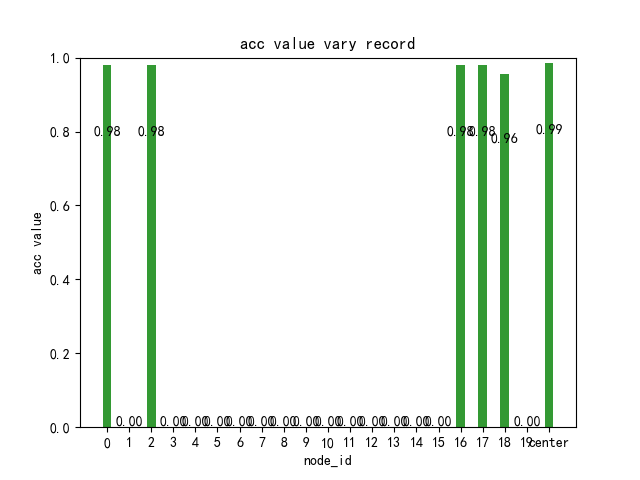 acc value vary record
1.0
0.8
0.6
0.4
0.2
0.0
acc value
0.98 0.00 0.98 0.00 0.00 0.00 0.00 0.00 0.00 0.00 0.00 0.00 0.00 0.00 0.00 0.00 0.98 0.98 0.96 0.00 0.99
0 1 2 3 4 5 6 7 8 9 10 11 12 13 14 15 16 17 18 19 center
node_id